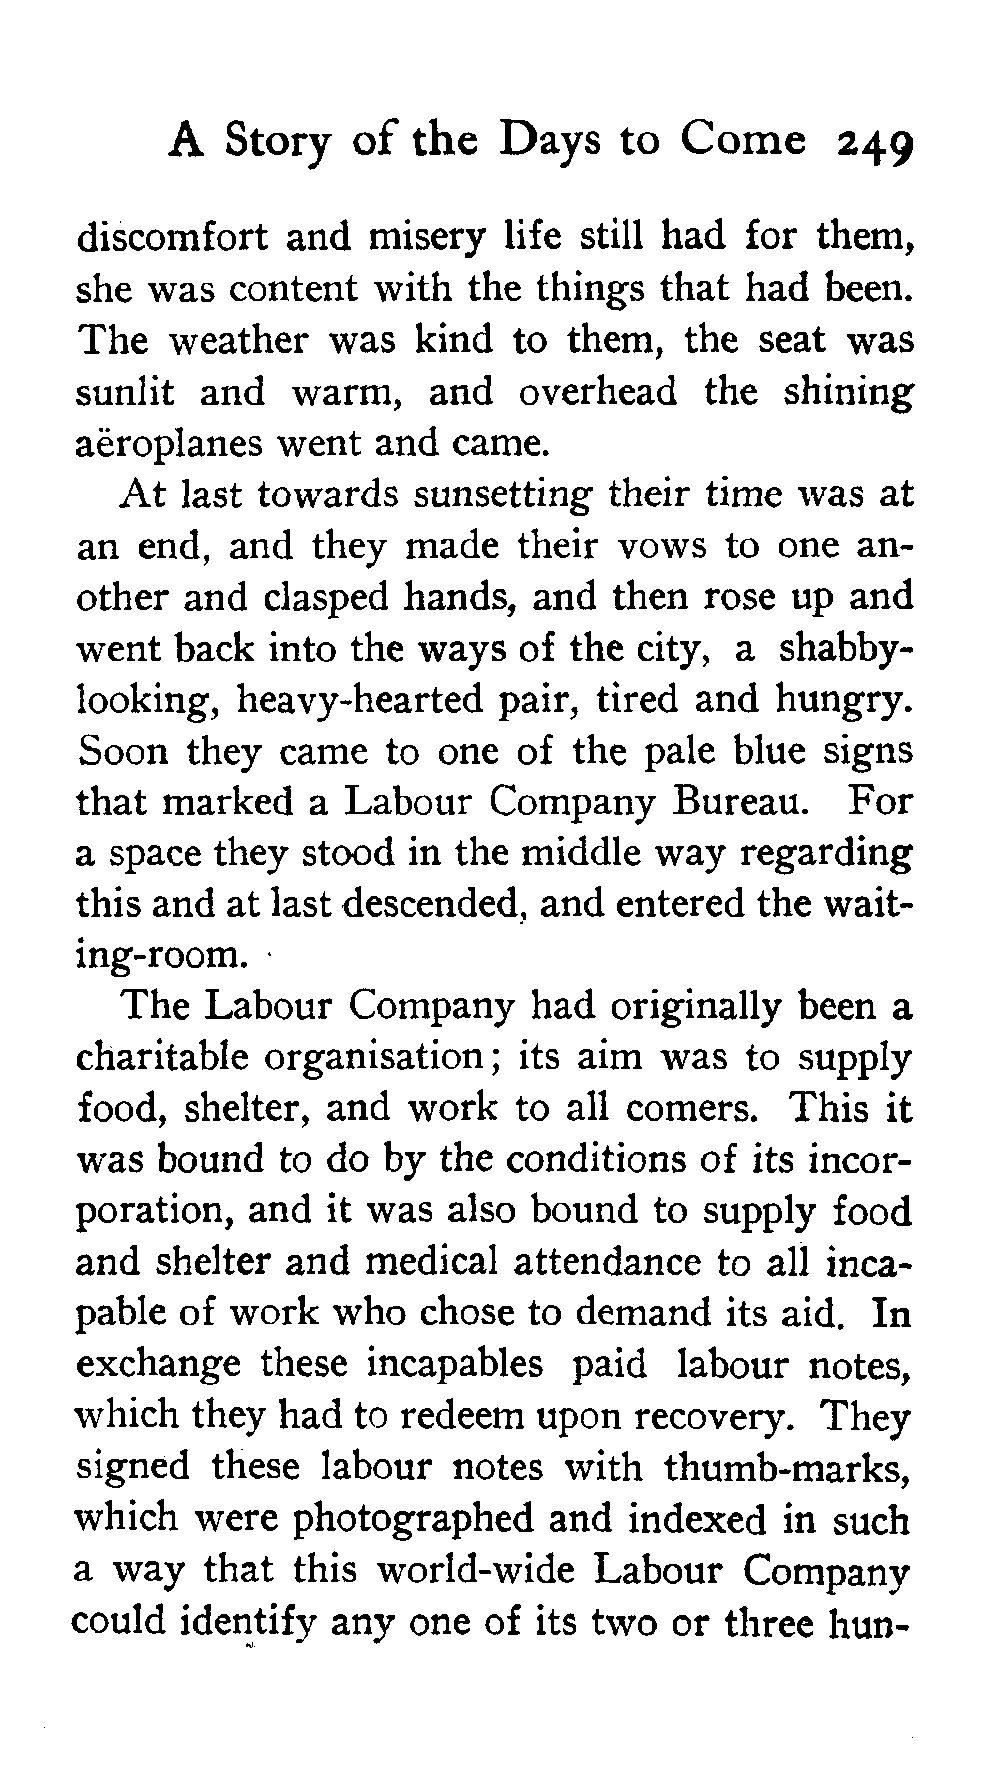 A Story of the Days to Come 249
discomfort and misery life still had for them,
she was content with the things that had been.
The weather was kind to them, the seat was
sunlit and warm, and overhead the shining
aëroplanes went and came.
At last towards sunsetting their time was at
an end, and they made their vows to one an-
other and clasped hands, and then rose up and
went back into the ways of the city, a shabby-
looking, heavy-hearted pair, tired and hungry.
Soon they came to one of the pale blue signs
that marked a Labour Company Bureau. For
a space they stood in the middle way regarding
this and at last descended, and entered the wait-
ing-room.
The Labour Company had originally been a
charitable organisation; its aim was to supply
food, shelter, and work to all comers. This it
was bound to do by the conditions of its incor-
poration, and it was also bound to supply food
and shelter and medical attendance to all inca-
pable of work who chose to demand its aid. In
exchange these incapables paid labour notes,
which they had to redeem upon recovery. They
signed these labour notes with thumb-marks,
which were photographed and indexed in such
a way that this world-wide Labour Company
could identify any one of its two or three hun-